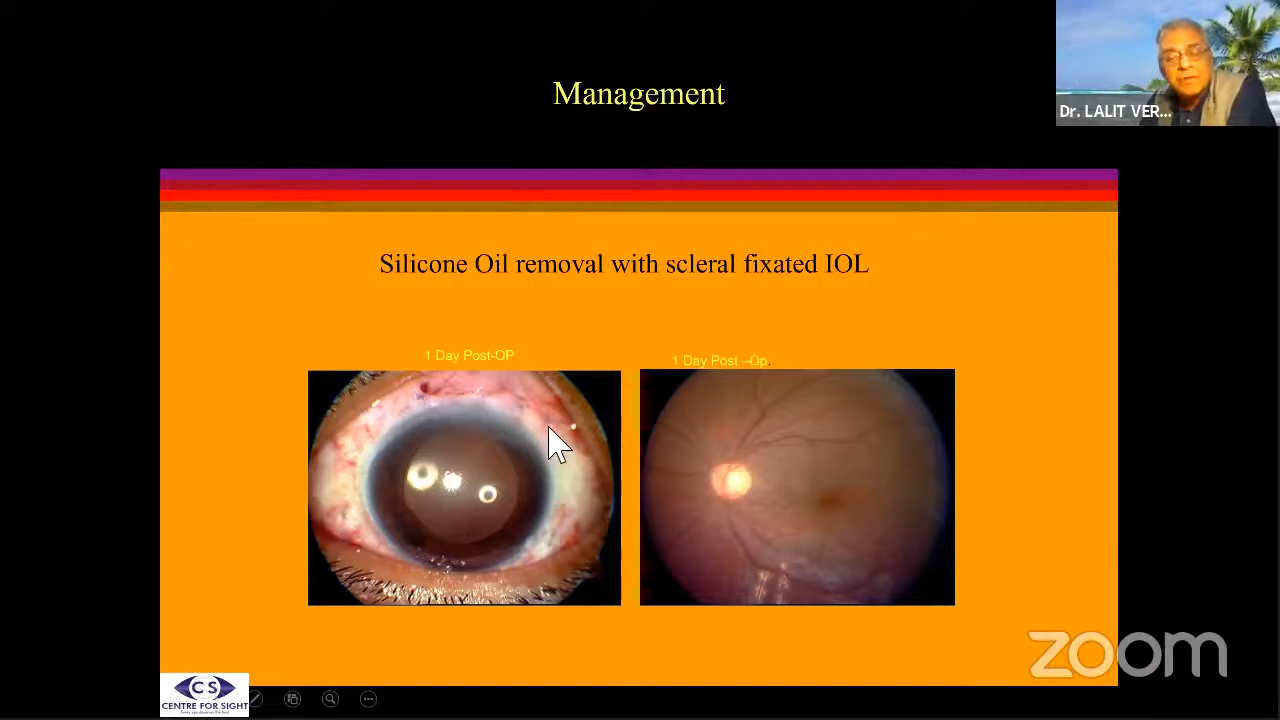 Management
Dr. LALIT VER...
Silicone Oil removal with scleral fixated IOL
1 Day Post-OP
1 Day Post –Op.
zoom
CS
CENTRE FOR SIGHT